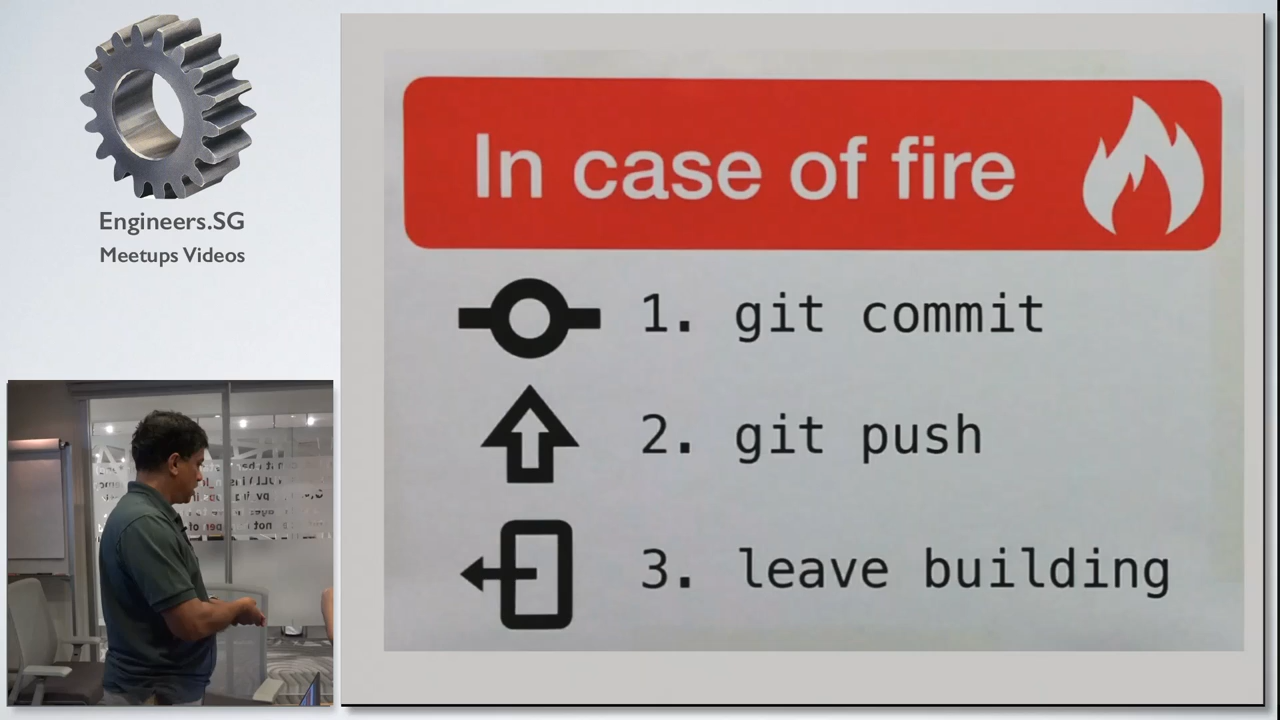 Engineers.SG
Meetups Videos
In case of fire
1. git commit
2. git push
3. leave building